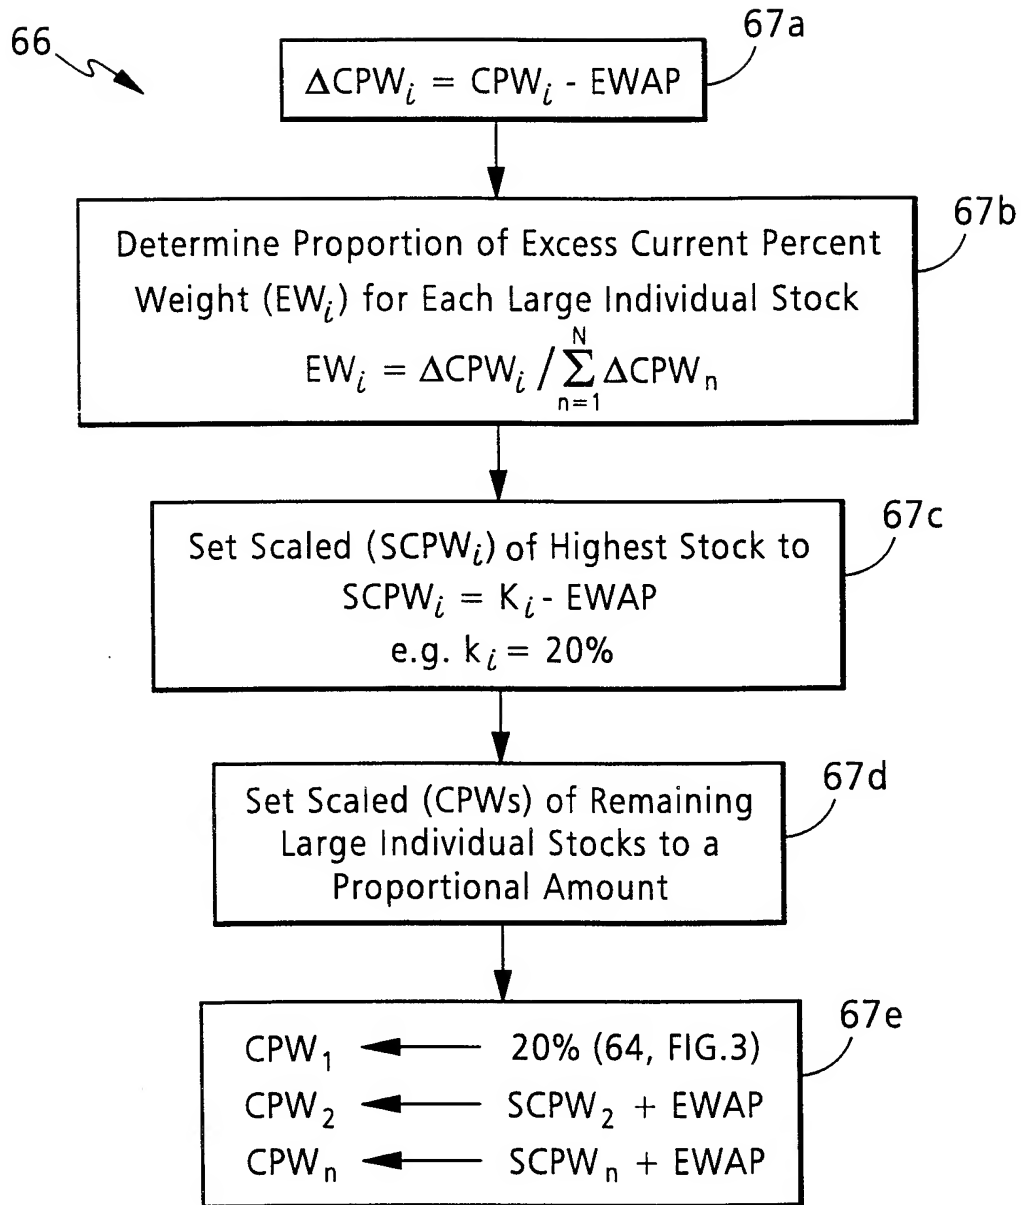 66
67a
ΔCPWᵢ = CPWᵢ - EWAP
67b
Determine Proportion of Excess Current Percent
Weight (EWᵢ) for Each Large Individual Stock
EWᵢ = ΔCPWᵢ / ∑ₙ₌₁ᴺ ΔCPWₙ
67c
Set Scaled (SCPWᵢ) of Highest Stock to
SCPWᵢ = Kᵢ - EWAP
e.g. kᵢ = 20%
67d
Set Scaled (CPWs) of Remaining
Large Individual Stocks to a
Proportional Amount
67e
CPW₁ ← 20% (64, FIG.3)
CPW₂ ← SCPW₂ + EWAP
CPWₙ ← SCPWₙ + EWAP